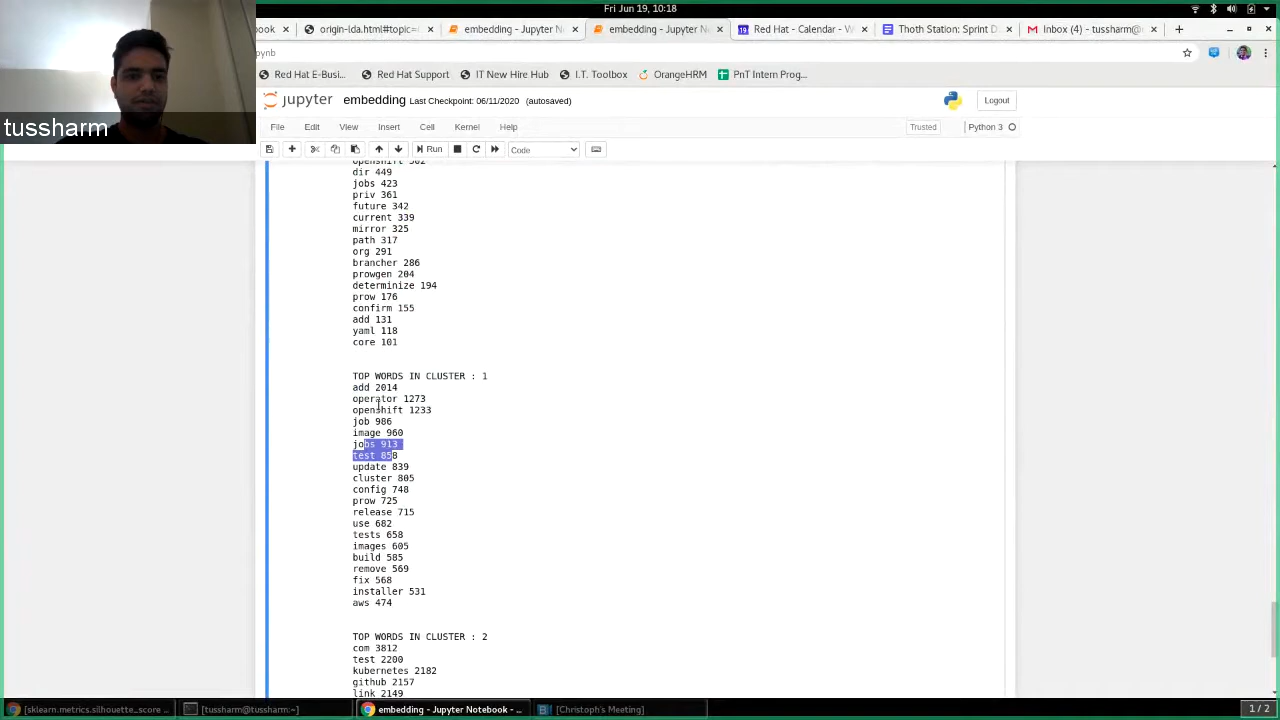 Fri Jun 19, 10:18
ook
origin-lda.html#topic=
embedding - Jupyter N
embedding - Jupyter N
Red Hat - Calendar - W
Thoth Station: Sprint D
Inbox (4) - tussharm@
pynb
Red Hat E-Busi...
Red Hat Support
IT New Hire Hub
I.T. Toolbox
OrangeHRM
PnT Intern Prog...
jupyter
embedding Last Checkpoint: 06/11/2020 (autosaved)
Logout
File Edit View Insert Cell Kernel Help
Trusted
Python 3
Run
Code
tussharm
openshift 502
dir 449
jobs 423
priv 361
future 342
current 339
mirror 325
path 317
org 291
brancher 286
prowgen 204
determinize 194
prow 176
confirm 155
add 131
yaml 118
core 101
TOP WORDS IN CLUSTER : 1
add 2014
operator 1273
openshift 1233
job 986
image 960
jobs 913
test 858
update 839
cluster 805
config 748
prow 725
release 715
use 682
tests 658
images 605
build 585
remove 569
fix 568
installer 531
aws 474
TOP WORDS IN CLUSTER : 2
com 3812
test 2200
kubernetes 2182
github 2157
link 2149
[sklearn.metrics.silhouette_score ...
[tussharm@tussharm:~]
embedding - Jupyter Notebook - ...
[Christoph's Meeting]
1 / 2